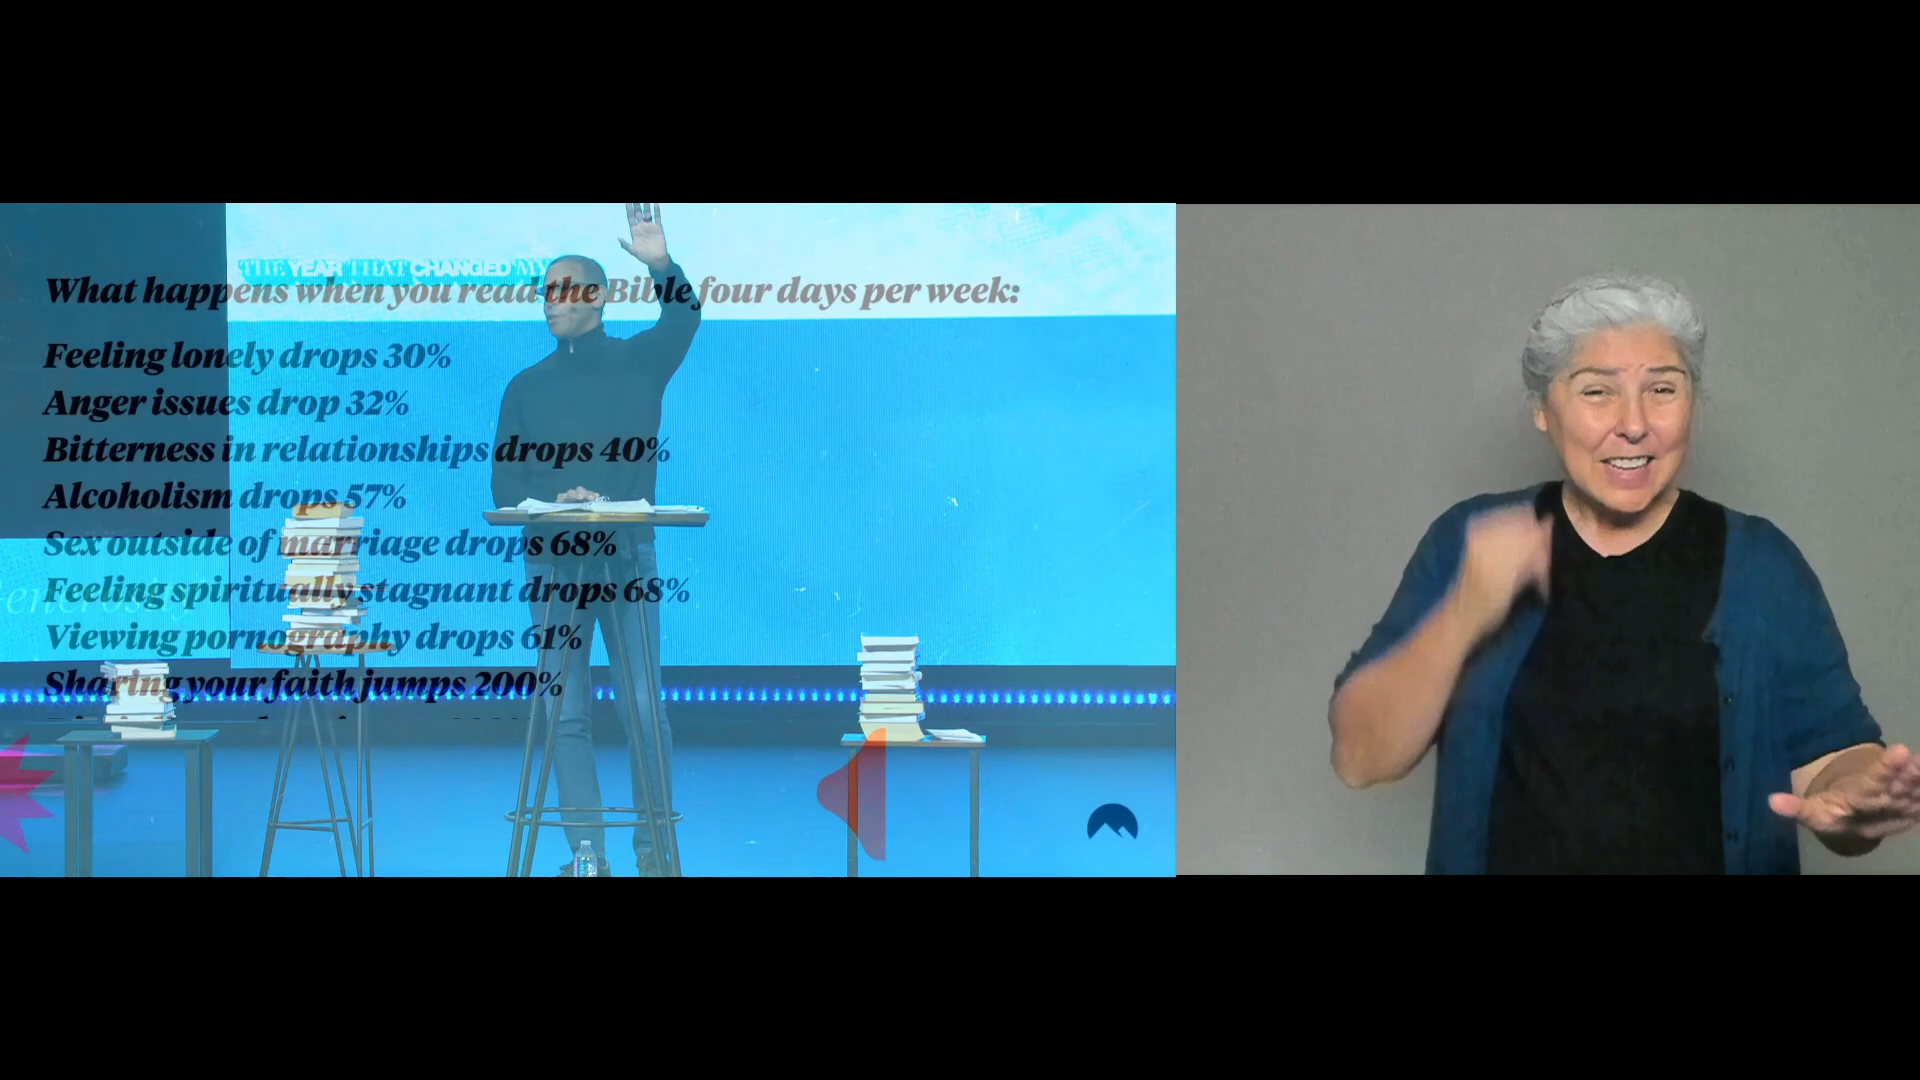 THE YEAR THAT CHANGED MY
What happens when you read the Bible four days per week:
Feeling lonely drops 30%
Anger issues drop 32%
Bitterness in relationships drops 40%
Alcoholism drops 57%
Sex outside of marriage drops 68%
Feeling spiritually stagnant drops 68%
Viewing pornography drops 61%
Sharing your faith jumps 200%